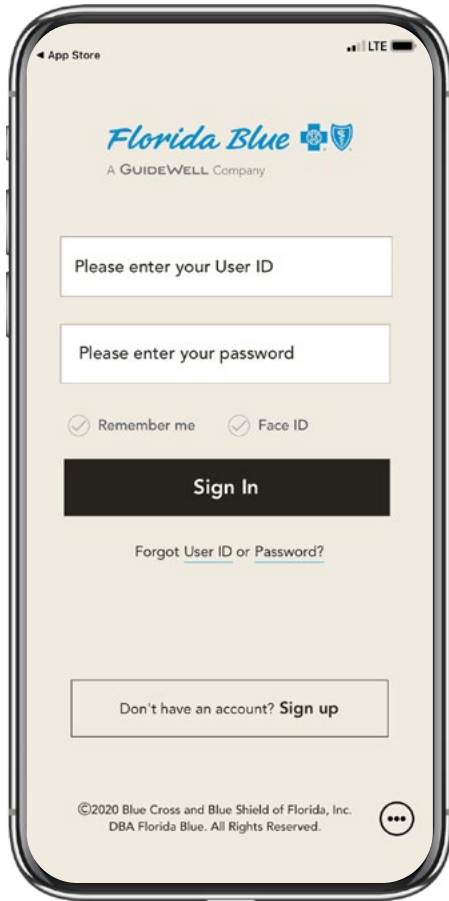 ◀ App Store
LTE
Florida Blue
A GUIDEWELL Company
Please enter your User ID
Please enter your password
Remember me
Face ID
Sign In
Forgot User ID or Password?
Don't have an account? Sign up
©2020 Blue Cross and Blue Shield of Florida, Inc.
DBA Florida Blue. All Rights Reserved.